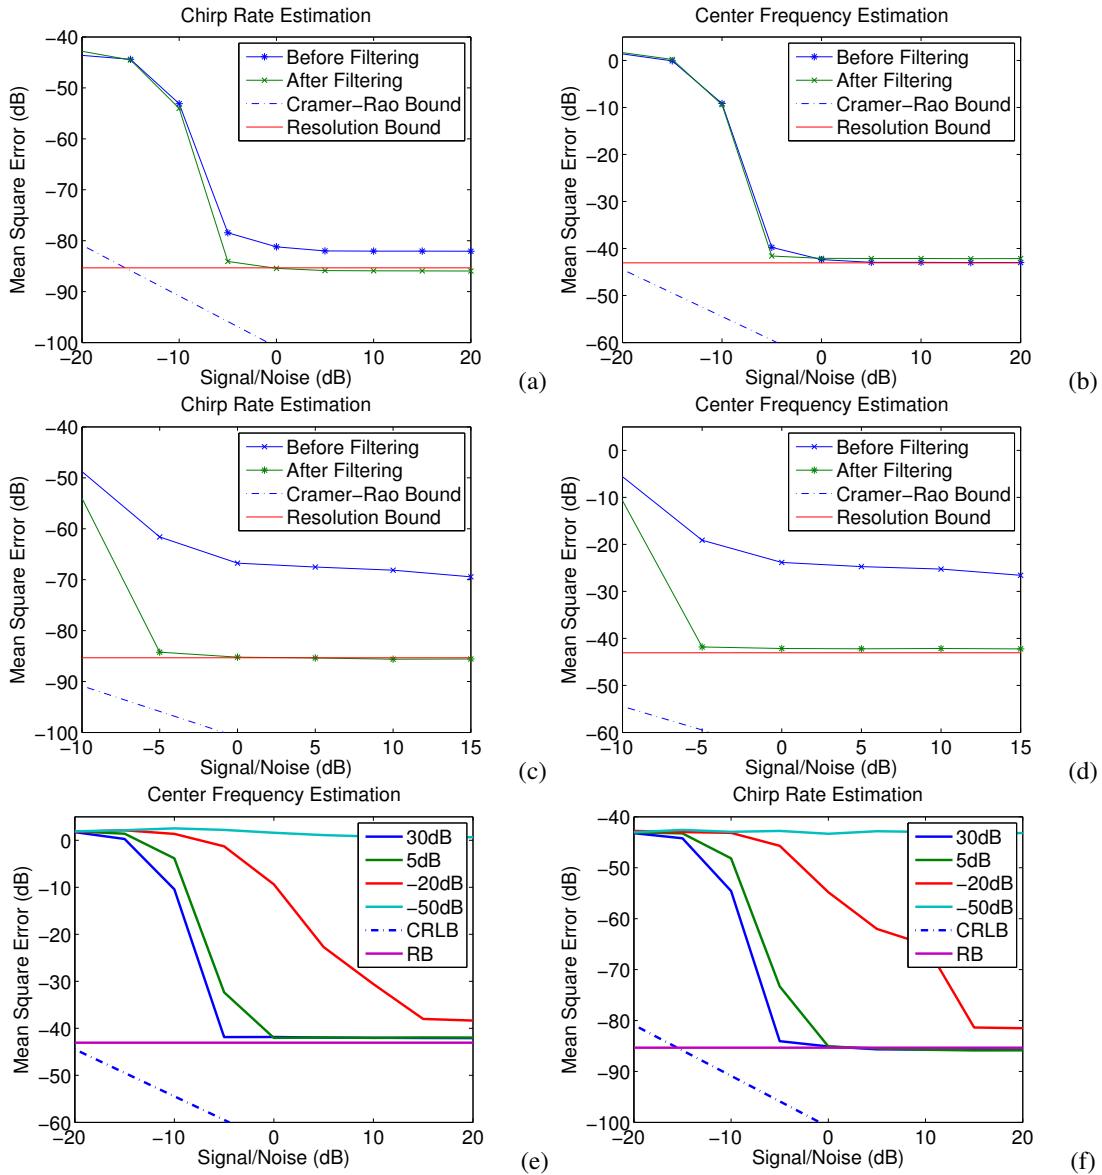 Chirp Rate Estimation
Mean Square Error (dB)
−40
−50
−60
−70
−80
−90
−100
Before Filtering
After Filtering
Cramer−Rao Bound
Resolution Bound
−20
−10
0
10
20
Signal/Noise (dB)
(a)
Center Frequency Estimation
Mean Square Error (dB)
0
−10
−20
−30
−40
−50
−60
Before Filtering
After Filtering
Cramer−Rao Bound
Resolution Bound
−20
−10
0
10
20
Signal/Noise (dB)
(b)
Chirp Rate Estimation
Mean Square Error (dB)
−40
−50
−60
−70
−80
−90
−100
Before Filtering
After Filtering
Cramer−Rao Bound
Resolution Bound
−10
−5
0
5
10
15
Signal/Noise (dB)
(c)
Center Frequency Estimation
Mean Square Error (dB)
0
−10
−20
−30
−40
−50
−60
Before Filtering
After Filtering
Cramer−Rao Bound
Resolution Bound
−10
−5
0
5
10
15
Signal/Noise (dB)
(d)
Center Frequency Estimation
Mean Square Error (dB)
0
−10
−20
−30
−40
−50
−60
30dB
5dB
−20dB
−50dB
CRLB
RB
−20
−10
0
10
20
Signal/Noise (dB)
(e)
Chirp Rate Estimation
Mean Square Error (dB)
−40
−50
−60
−70
−80
−90
−100
30dB
5dB
−20dB
−50dB
CRLB
RB
−20
−10
0
10
20
Signal/Noise (dB)
(f)